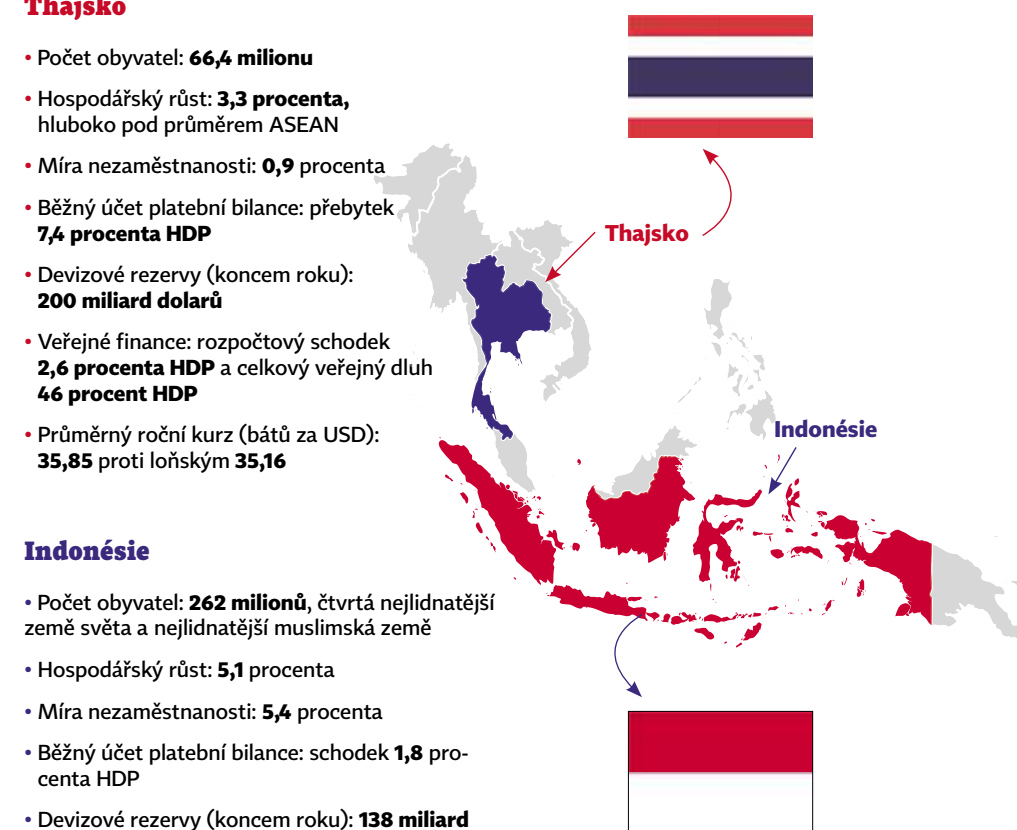 Thajsko
• Počet obyvatel: 66,4 milionu
• Hospodářský růst: 3,3 procenta,
hluboko pod průměrem ASEAN
• Míra nezaměstnanosti: 0,9 procenta
• Běžný účet platební bilance: přebytek
7,4 procenta HDP
• Devizové rezervy (koncem roku):
200 miliard dolarů
• Veřejné finance: rozpočtový schodek
2,6 procenta HDP a celkový veřejný dluh
46 procent HDP
• Průměrný roční kurz (bátů za USD):
35,85 proti loňským 35,16
Thajsko
Indonésie
Indonésie
• Počet obyvatel: 262 milionů, čtvrtá nejlidnatější
země světa a nejlidnatější muslimská země
• Hospodářský růst: 5,1 procenta
• Míra nezaměstnanosti: 5,4 procenta
• Běžný účet platební bilance: schodek 1,8 pro-
centa HDP
• Devizové rezervy (koncem roku): 138 miliard